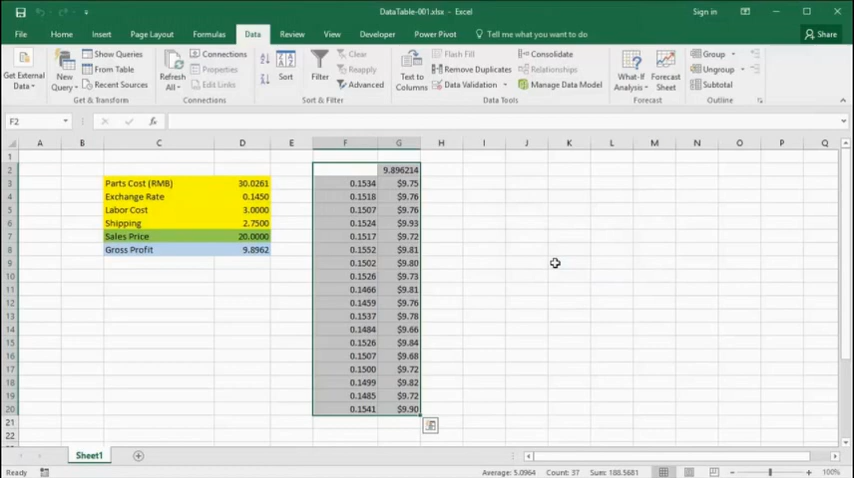 DataTable-001.xlsx - Excel
Sign in
File Home Insert Page Layout Formulas Data Review View Developer Power Pivot Tell me what you want to do Share
Get External Data
New Query
Show Queries
From Table
Recent Sources
Get & Transform
Refresh All
Connections
Properties
Edit Links
Connections
Sort
Filter
Clear
Reapply
Advanced
Sort & Filter
Text to Columns
Flash Fill
Remove Duplicates
Data Validation
Consolidate
Relationships
Manage Data Model
Data Tools
What-If Analysis
Forecast Sheet
Forecast
Group
Ungroup
Subtotal
Outline
F2
fx
A B C D E F G H I J K L M N O P Q
1
2 9.896214
3 Parts Cost (RMB) 30.0261 0.1534 $9.75
4 Exchange Rate 0.1450 0.1518 $9.76
5 Labor Cost 3.0000 0.1507 $9.76
6 Shipping 2.7500 0.1524 $9.93
7 Sales Price 20.0000 0.1517 $9.72
8 Gross Profit 9.8962 0.1552 $9.81
9 0.1502 $9.80
10 0.1526 $9.73
11 0.1466 $9.81
12 0.1459 $9.76
13 0.1537 $9.78
14 0.1484 $9.66
15 0.1526 $9.84
16 0.1507 $9.68
17 0.1500 $9.72
18 0.1499 $9.82
19 0.1485 $9.72
20 0.1541 $9.90
21
22
Sheet1
Ready
Average: 5.0964 Count: 37 Sum: 188.5681
100%